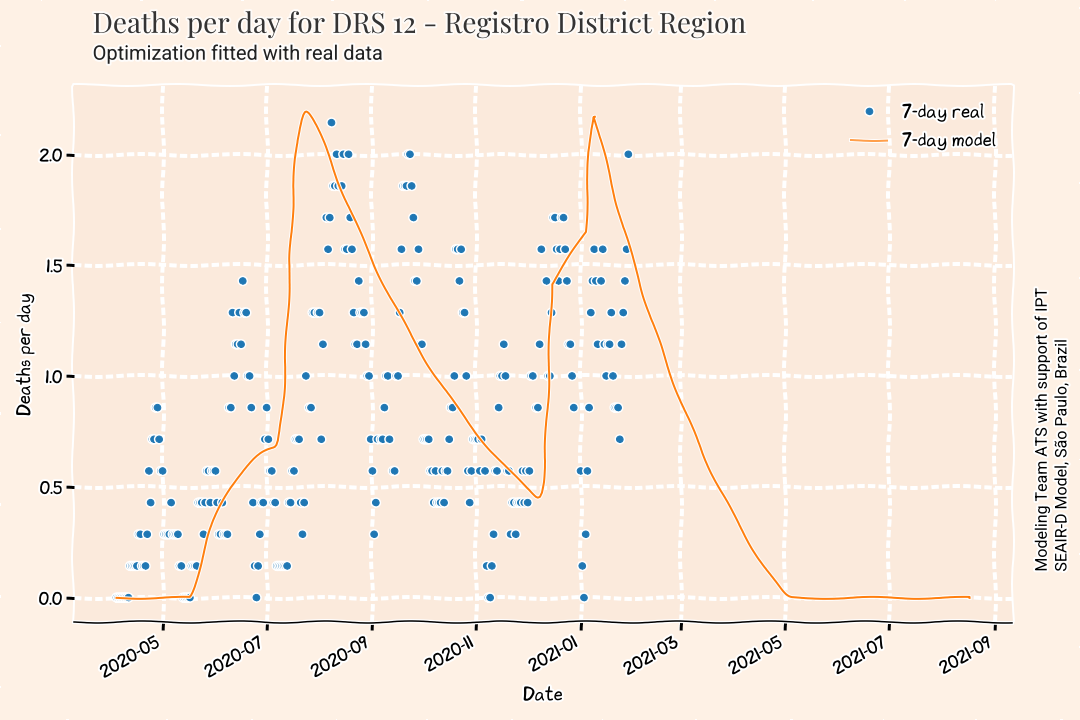 Deaths per day for DRS 12 - Registro District Region
Optimization fitted with real data
7-day real
7-day model
Deaths per day
2.0
1.5
1.0
0.5
0.0
2020-05
2020-07
2020-09
2020-11
2021-01
2021-03
2021-05
2021-07
2021-09
Date
Modeling Team ATS with support of IPT
SEAIR-D Model, São Paulo, Brazil